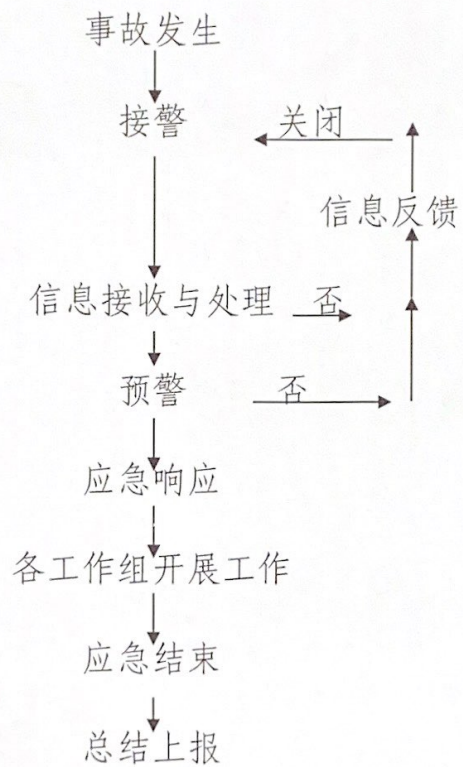 事故发生
接警
关闭
信息反馈
信息接收与处理
否
预警
否
应急响应
各工作组开展工作
应急结束
总结上报